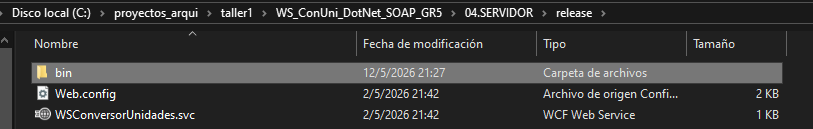 Disco local (C:) > proyectos_arqui > taller1 > WS_ConUni_DotNet_SOAP_GR5 > 04.SERVIDOR > release >
Nombre Fecha de modificación Tipo Tamaño
bin 12/5/2026 21:27 Carpeta de archivos
Web.config 2/5/2026 21:42 Archivo de origen Confi... 2 KB
WSConversorUnidades.svc 2/5/2026 21:42 WCF Web Service 1 KB